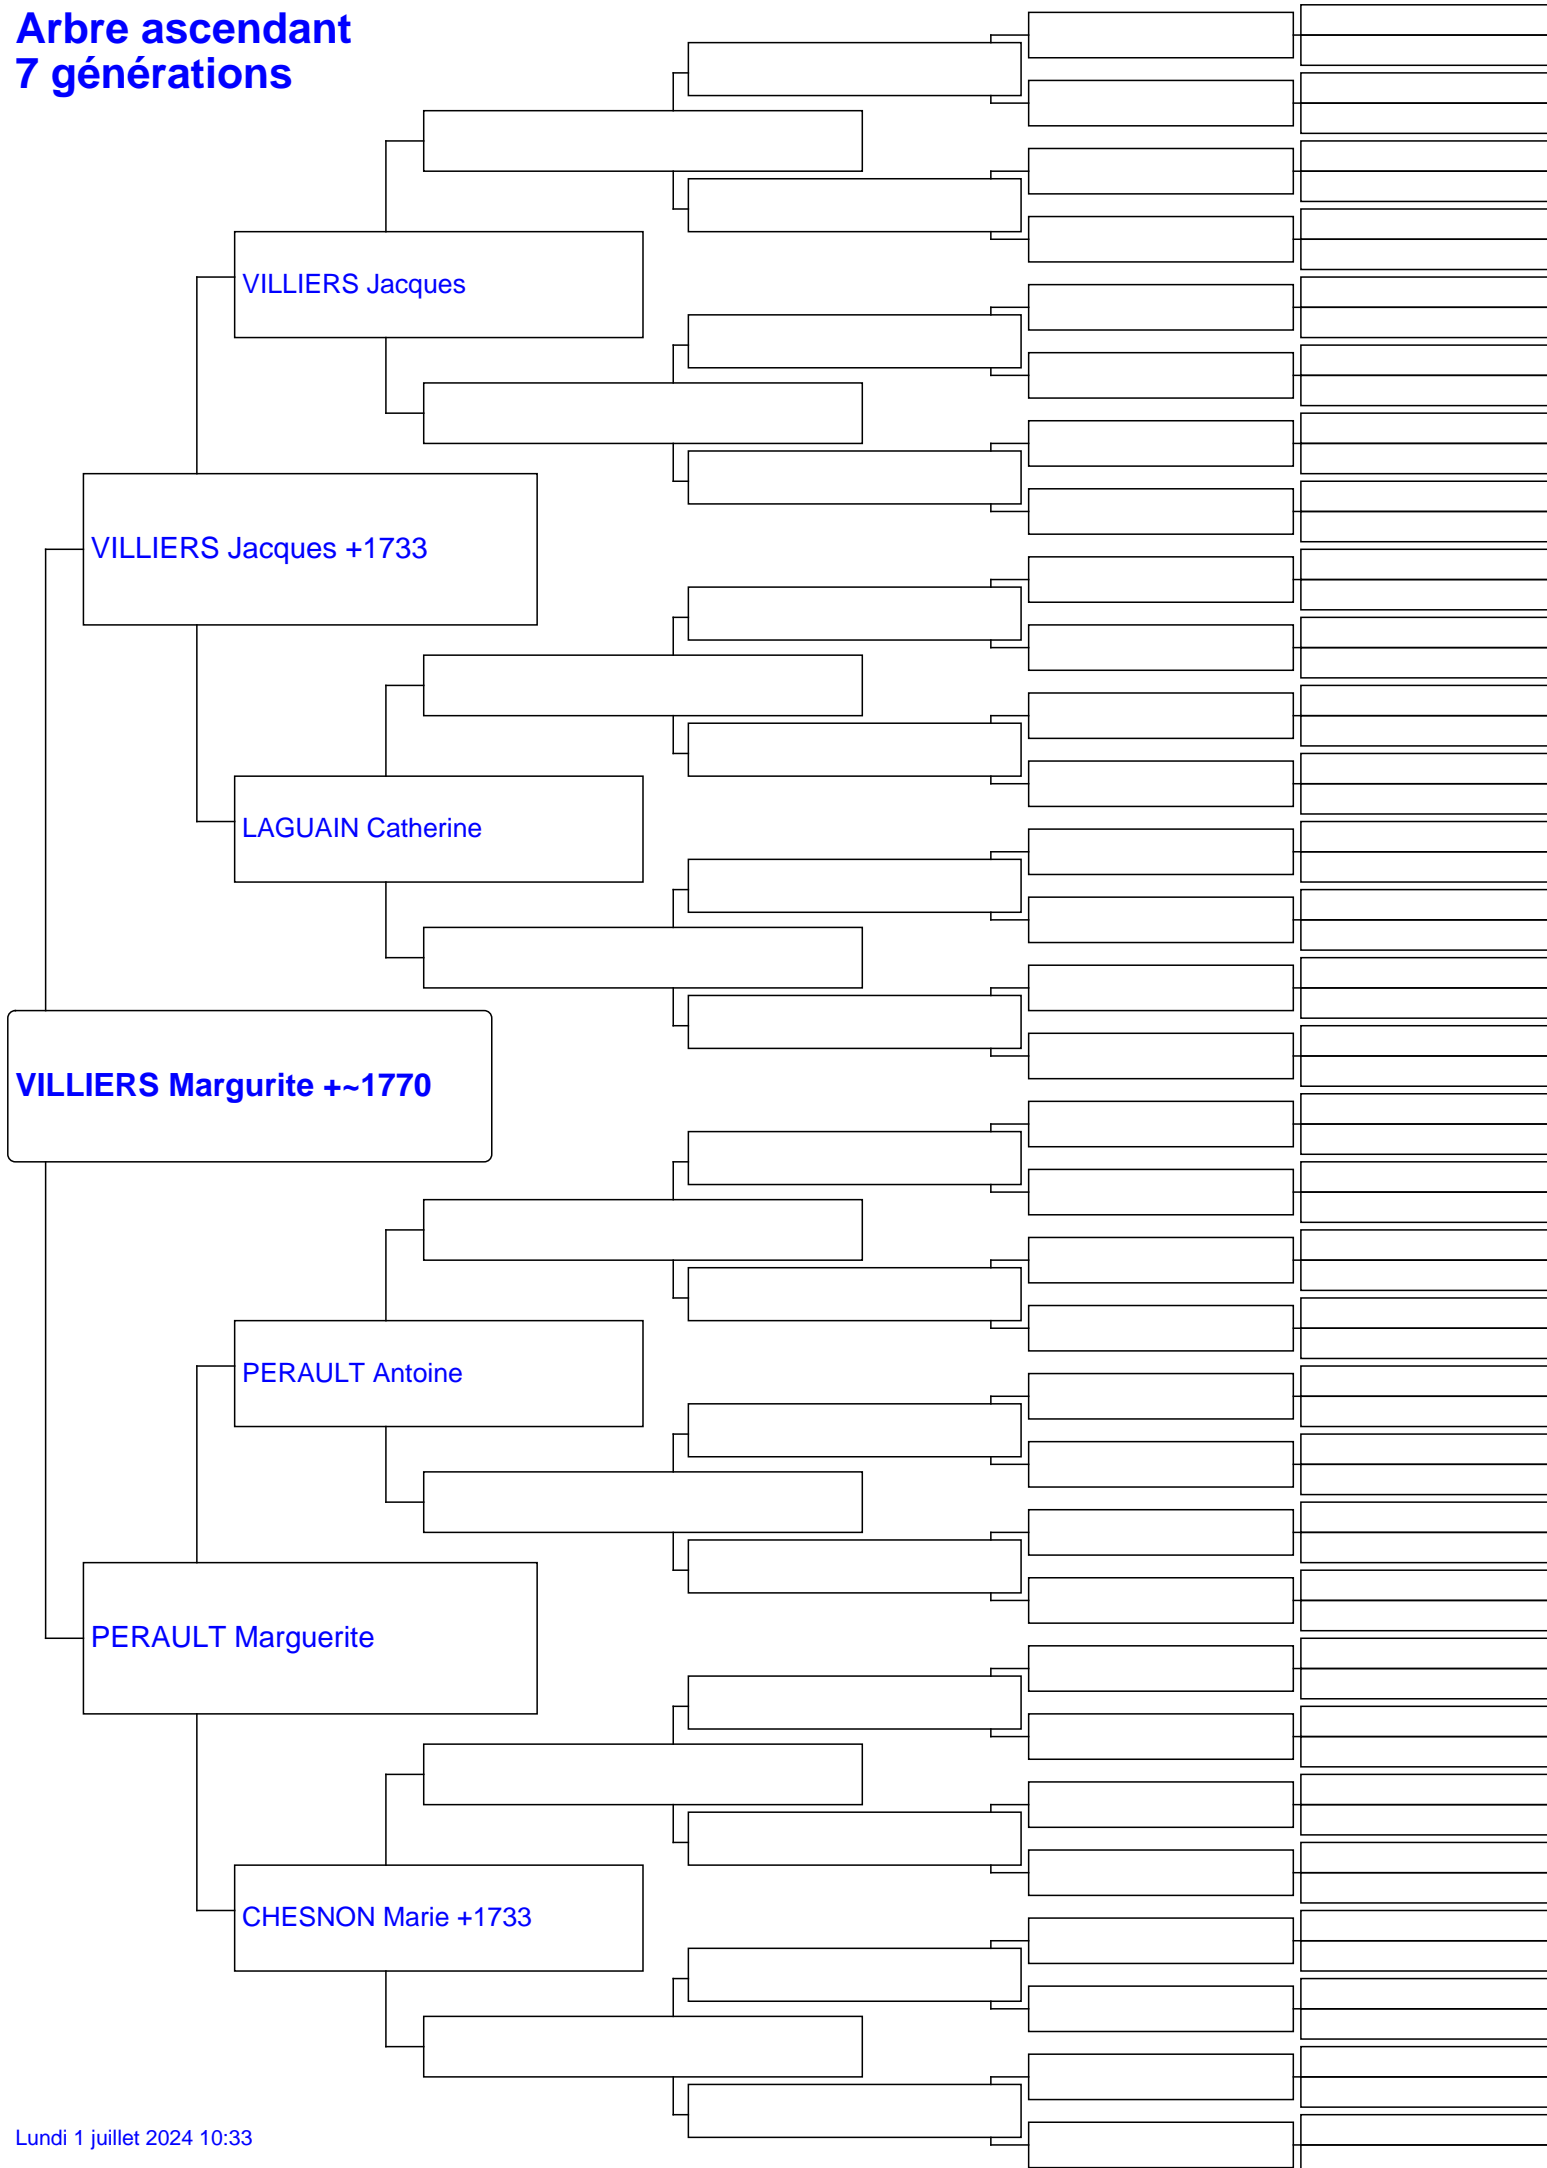 Arbre ascendant
7 générations
VILLIERS Jacques
VILLIERS Jacques +1733
LAGUAIN Catherine
VILLIERS Margurite +~1770
PERAULT Antoine
PERAULT Marguerite
CHESNON Marie +1733
Lundi 1 juillet 2024 10:33